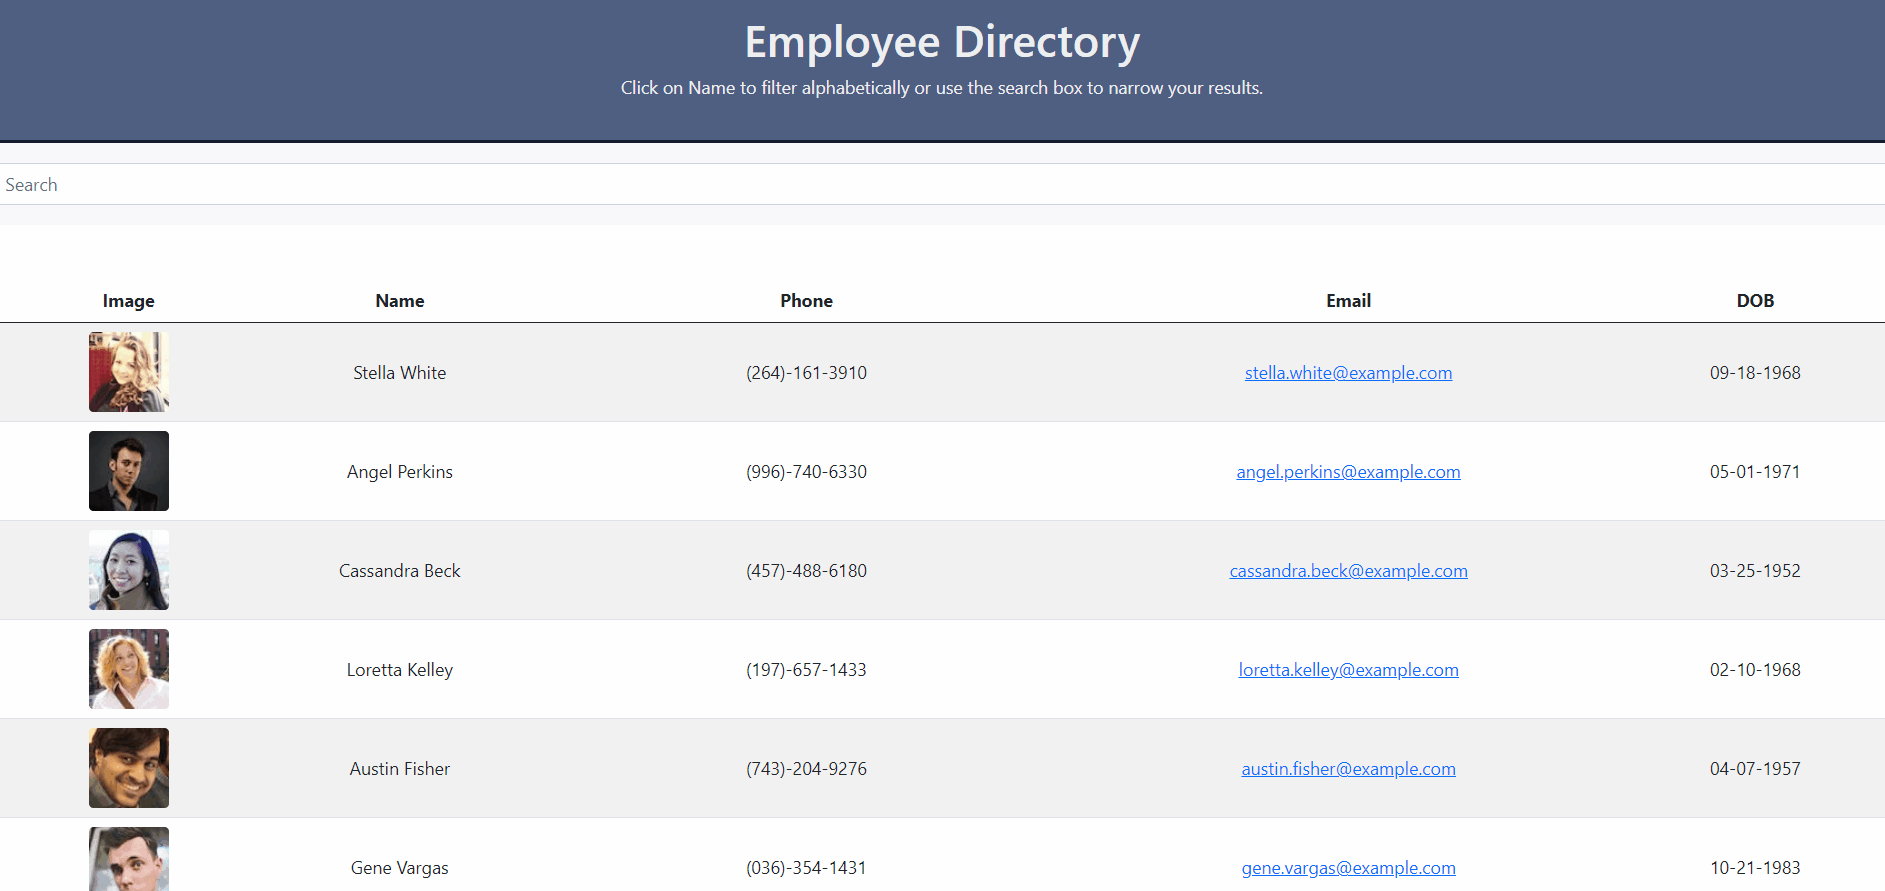 Employee Directory
Click on Name to filter alphabetically or use the search box to narrow your results.
Search
Image Name Phone Email DOB
Stella White (264)-161-3910 stella.white@example.com 09-18-1968
Angel Perkins (996)-740-6330 angel.perkins@example.com 05-01-1971
Cassandra Beck (457)-488-6180 cassandra.beck@example.com 03-25-1952
Loretta Kelley (197)-657-1433 loretta.kelley@example.com 02-10-1968
Austin Fisher (743)-204-9276 austin.fisher@example.com 04-07-1957
Gene Vargas (036)-354-1431 gene.vargas@example.com 10-21-1983